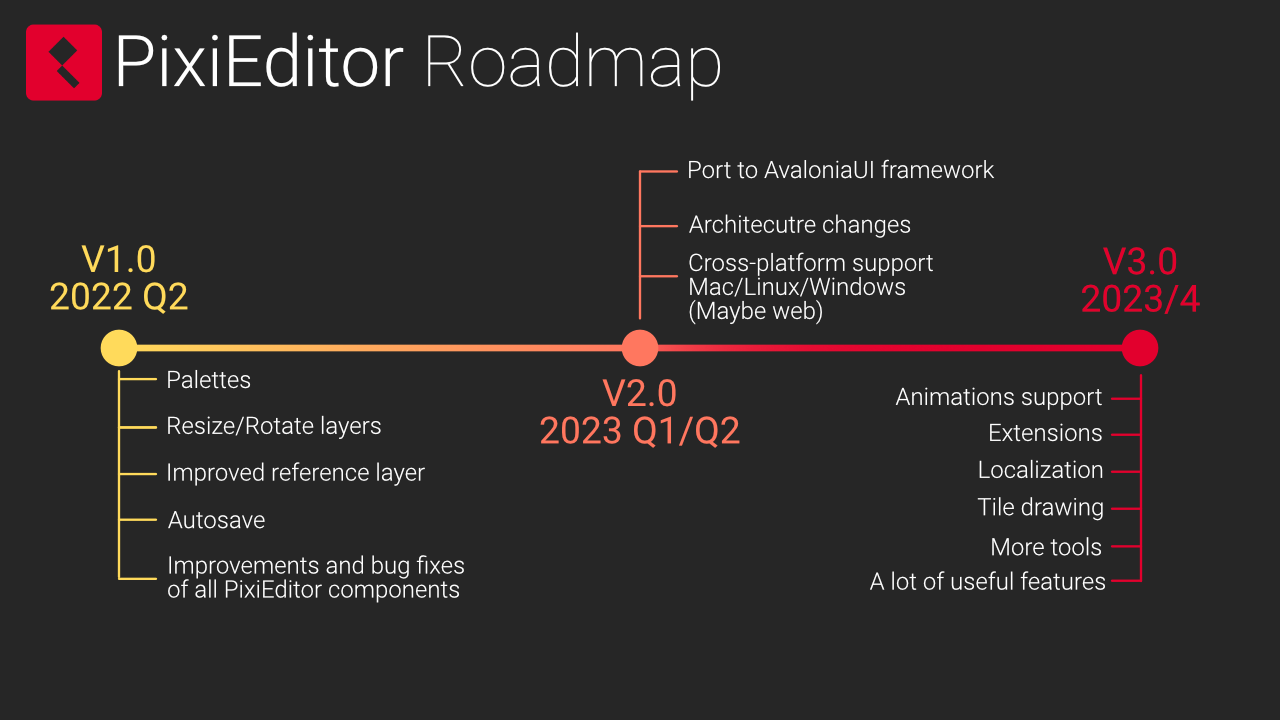 PixiEditor Roadmap
V1.0
2022 Q2
Palettes
Resize/Rotate layers
Improved reference layer
Autosave
Improvements and bug fixes
of all PixiEditor components
Port to AvaloniaUI framework
Architecutre changes
Cross-platform support
Mac/Linux/Windows
(Maybe web)
V2.0
2023 Q1/Q2
V3.0
2023/4
Animations support
Extensions
Localization
Tile drawing
More tools
A lot of useful features